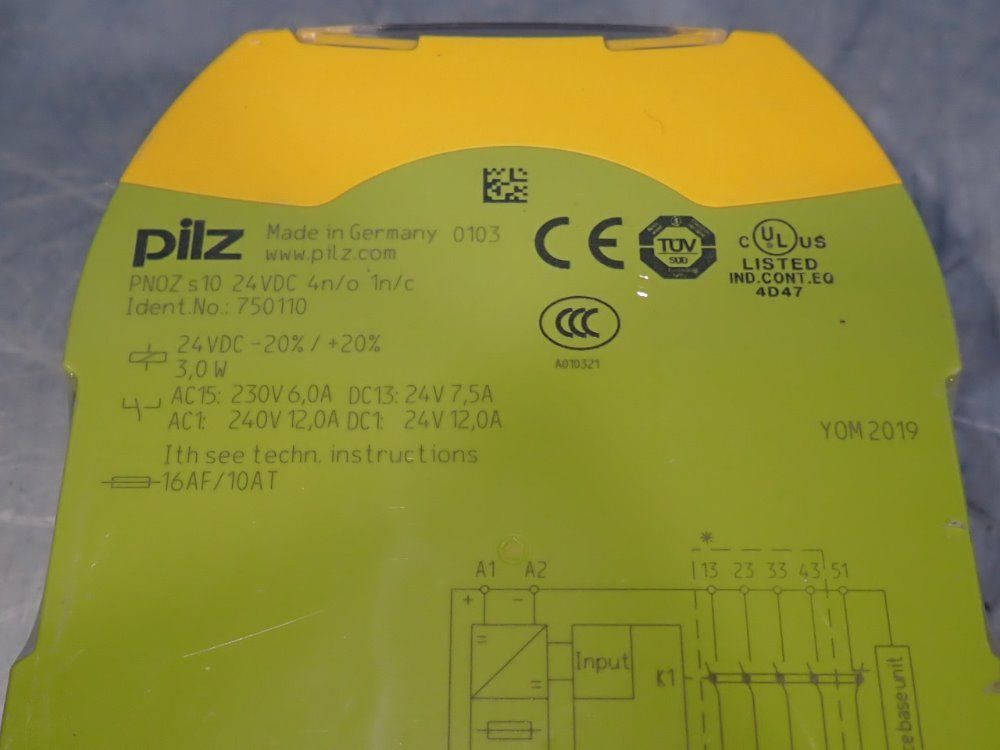 pilz Made in Germany 0103
www.pilz.com
PNOZ s10 24VDC 4n/o 1n/c
Ident.No.: 750110
CE
TÜV
SÜD
c UL US
LISTED
IND.CONT.EQ
4D47
CCC
A010321
24VDC -20% / +20%
3,0 W
AC15: 230V 6,0A DC13: 24V 7,5A
AC1: 240V 12,0A DC1: 24V 12,0A
Ith see techn. instructions
16AF/10AT
YOM 2019
*
A1 A2 13 23 33 43 51
+ -
Input
K1
base unit